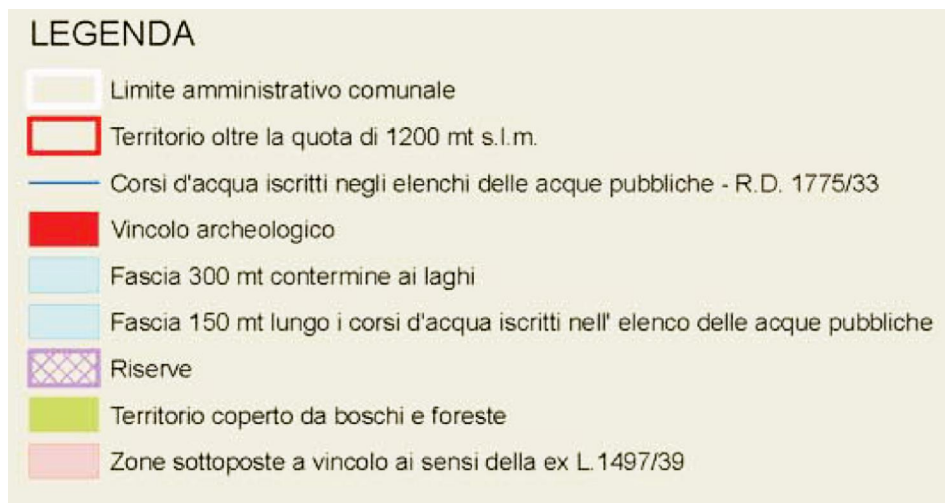 LEGENDA
Limite amministrativo comunale
Territorio oltre la quota di 1200 mt s.l.m.
Corsi d'acqua iscritti negli elenchi delle acque pubbliche - R.D. 1775/33
Vincolo archeologico
Fascia 300 mt contermine ai laghi
Fascia 150 mt lungo i corsi d'acqua iscritti nell' elenco delle acque pubbliche
Riserve
Territorio coperto da boschi e foreste
Zone sottoposte a vincolo ai sensi della ex L.1497/39